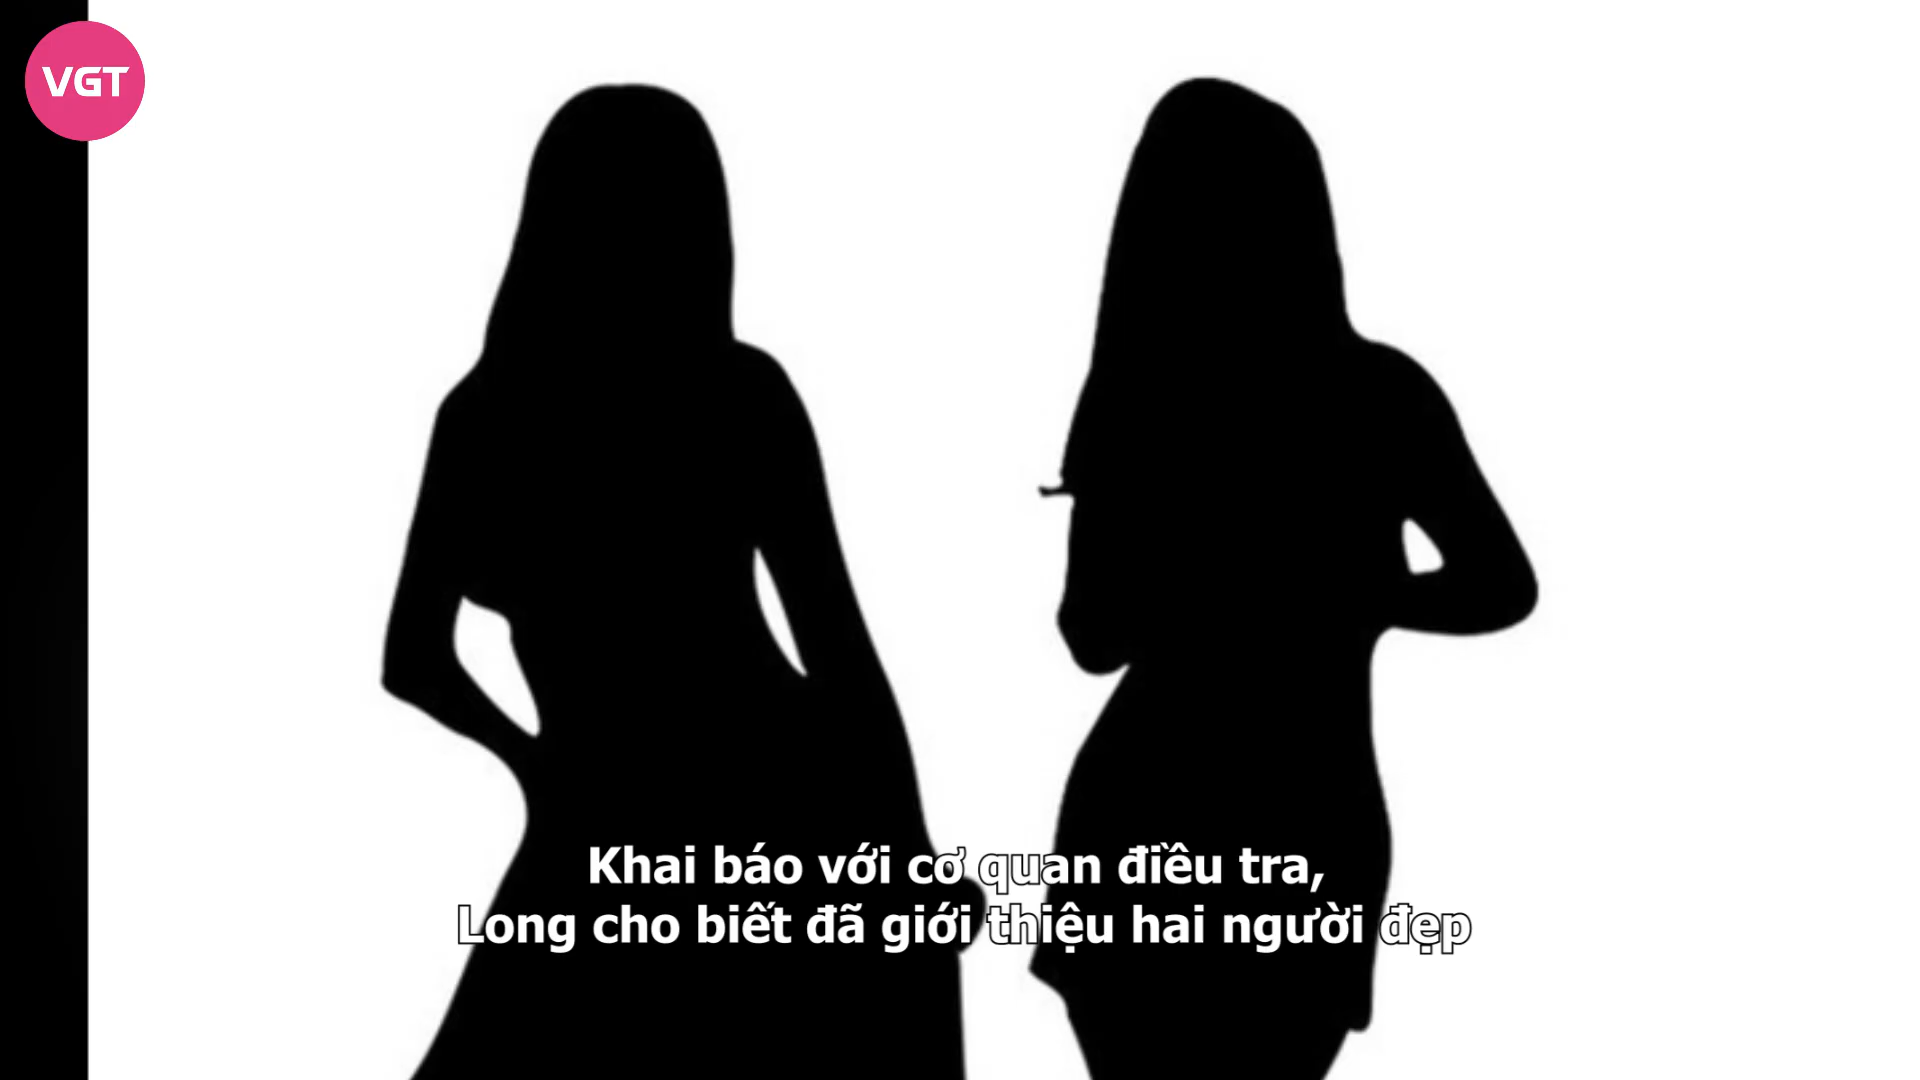 VGT
Khai báo với cơ quan điều tra,
Long cho biết đã giới thiệu hai người đẹp